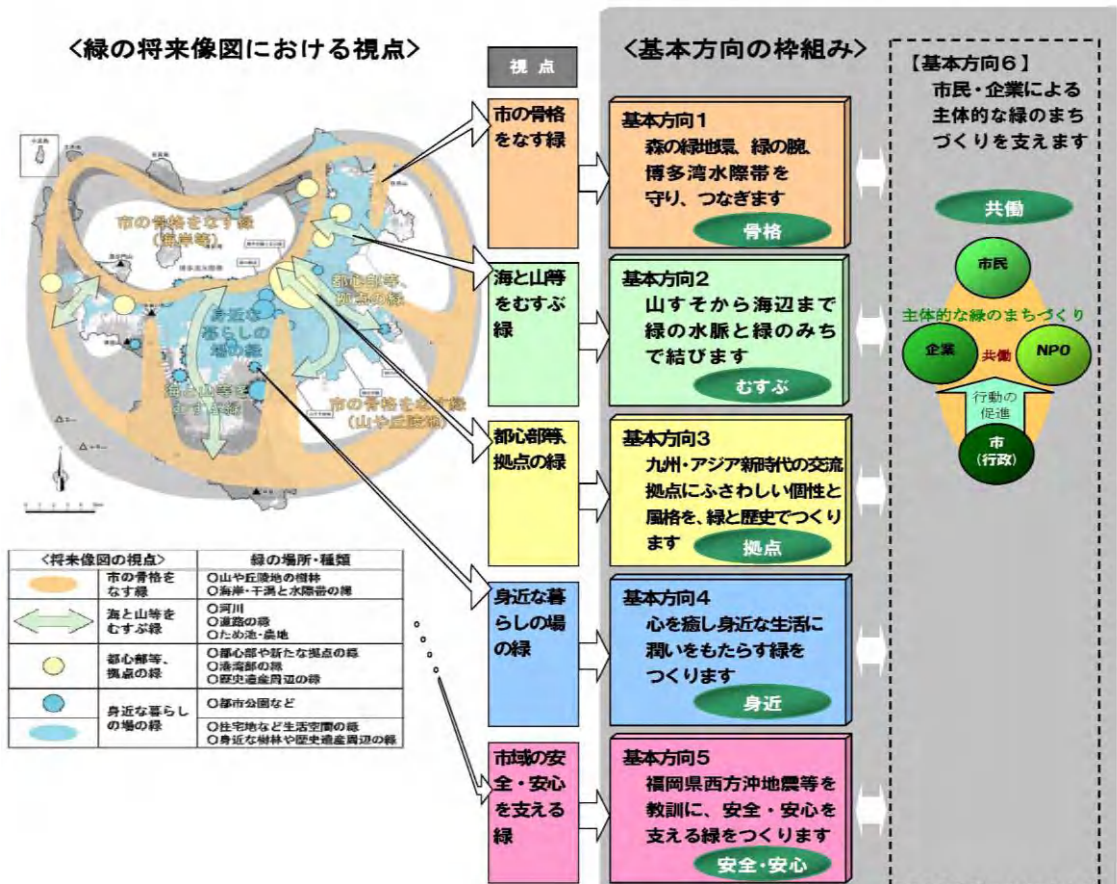 <緑の将来像図における視点>
市の骨格をなす緑
(海岸等)
都心部等、
拠点の緑
身近な
暮らしの
場の緑
海と山等を
むすぶ緑
市の骨格をなす緑
(山や丘陵地)
<将来像図の視点>
緑の場所・種類
市の骨格を
なす緑
○山や丘陵地の樹林
○海岸・干潟と水際帯の緑
海と山等を
むすぶ緑
○河川
○道路の緑
○ため池・農地
都心部等、
拠点の緑
○都心部や新たな拠点の緑
○港湾部の緑
○歴史遺産周辺の緑
身近な暮らし
の場の緑
○都市公園など
○住宅地など生活空間の緑
○身近な樹林や歴史遺産周辺の緑
視 点
市の骨格
をなす緑
海と山等
をむすぶ
緑
都心部等、
拠点の緑
身近な暮
らしの場
の緑
市域の安
全・安心
を支える
緑
<基本方向の枠組み>
基本方向1
森の緑地環、緑の腕、
博多湾水際帯を
守り、つなぎます
骨格
基本方向2
山すそから海辺まで
緑の水脈と緑のみち
で結びます
むすぶ
基本方向3
九州・アジア新時代の交流
拠点にふさわしい個性と
風格を、緑と歴史でつくり
ます
拠点
基本方向4
心を癒し身近な生活に
潤いをもたらす緑を
つくります
身近
基本方向5
福岡県西方沖地震等を
教訓に、安全・安心を
支える緑をつくります
安全・安心
【基本方向6】
市民・企業による
主体的な緑のまち
づくりを支えます
共働
市民
主体的な緑のまちづくり
企業
共働
NPO
行動の
促進
市
(行政)